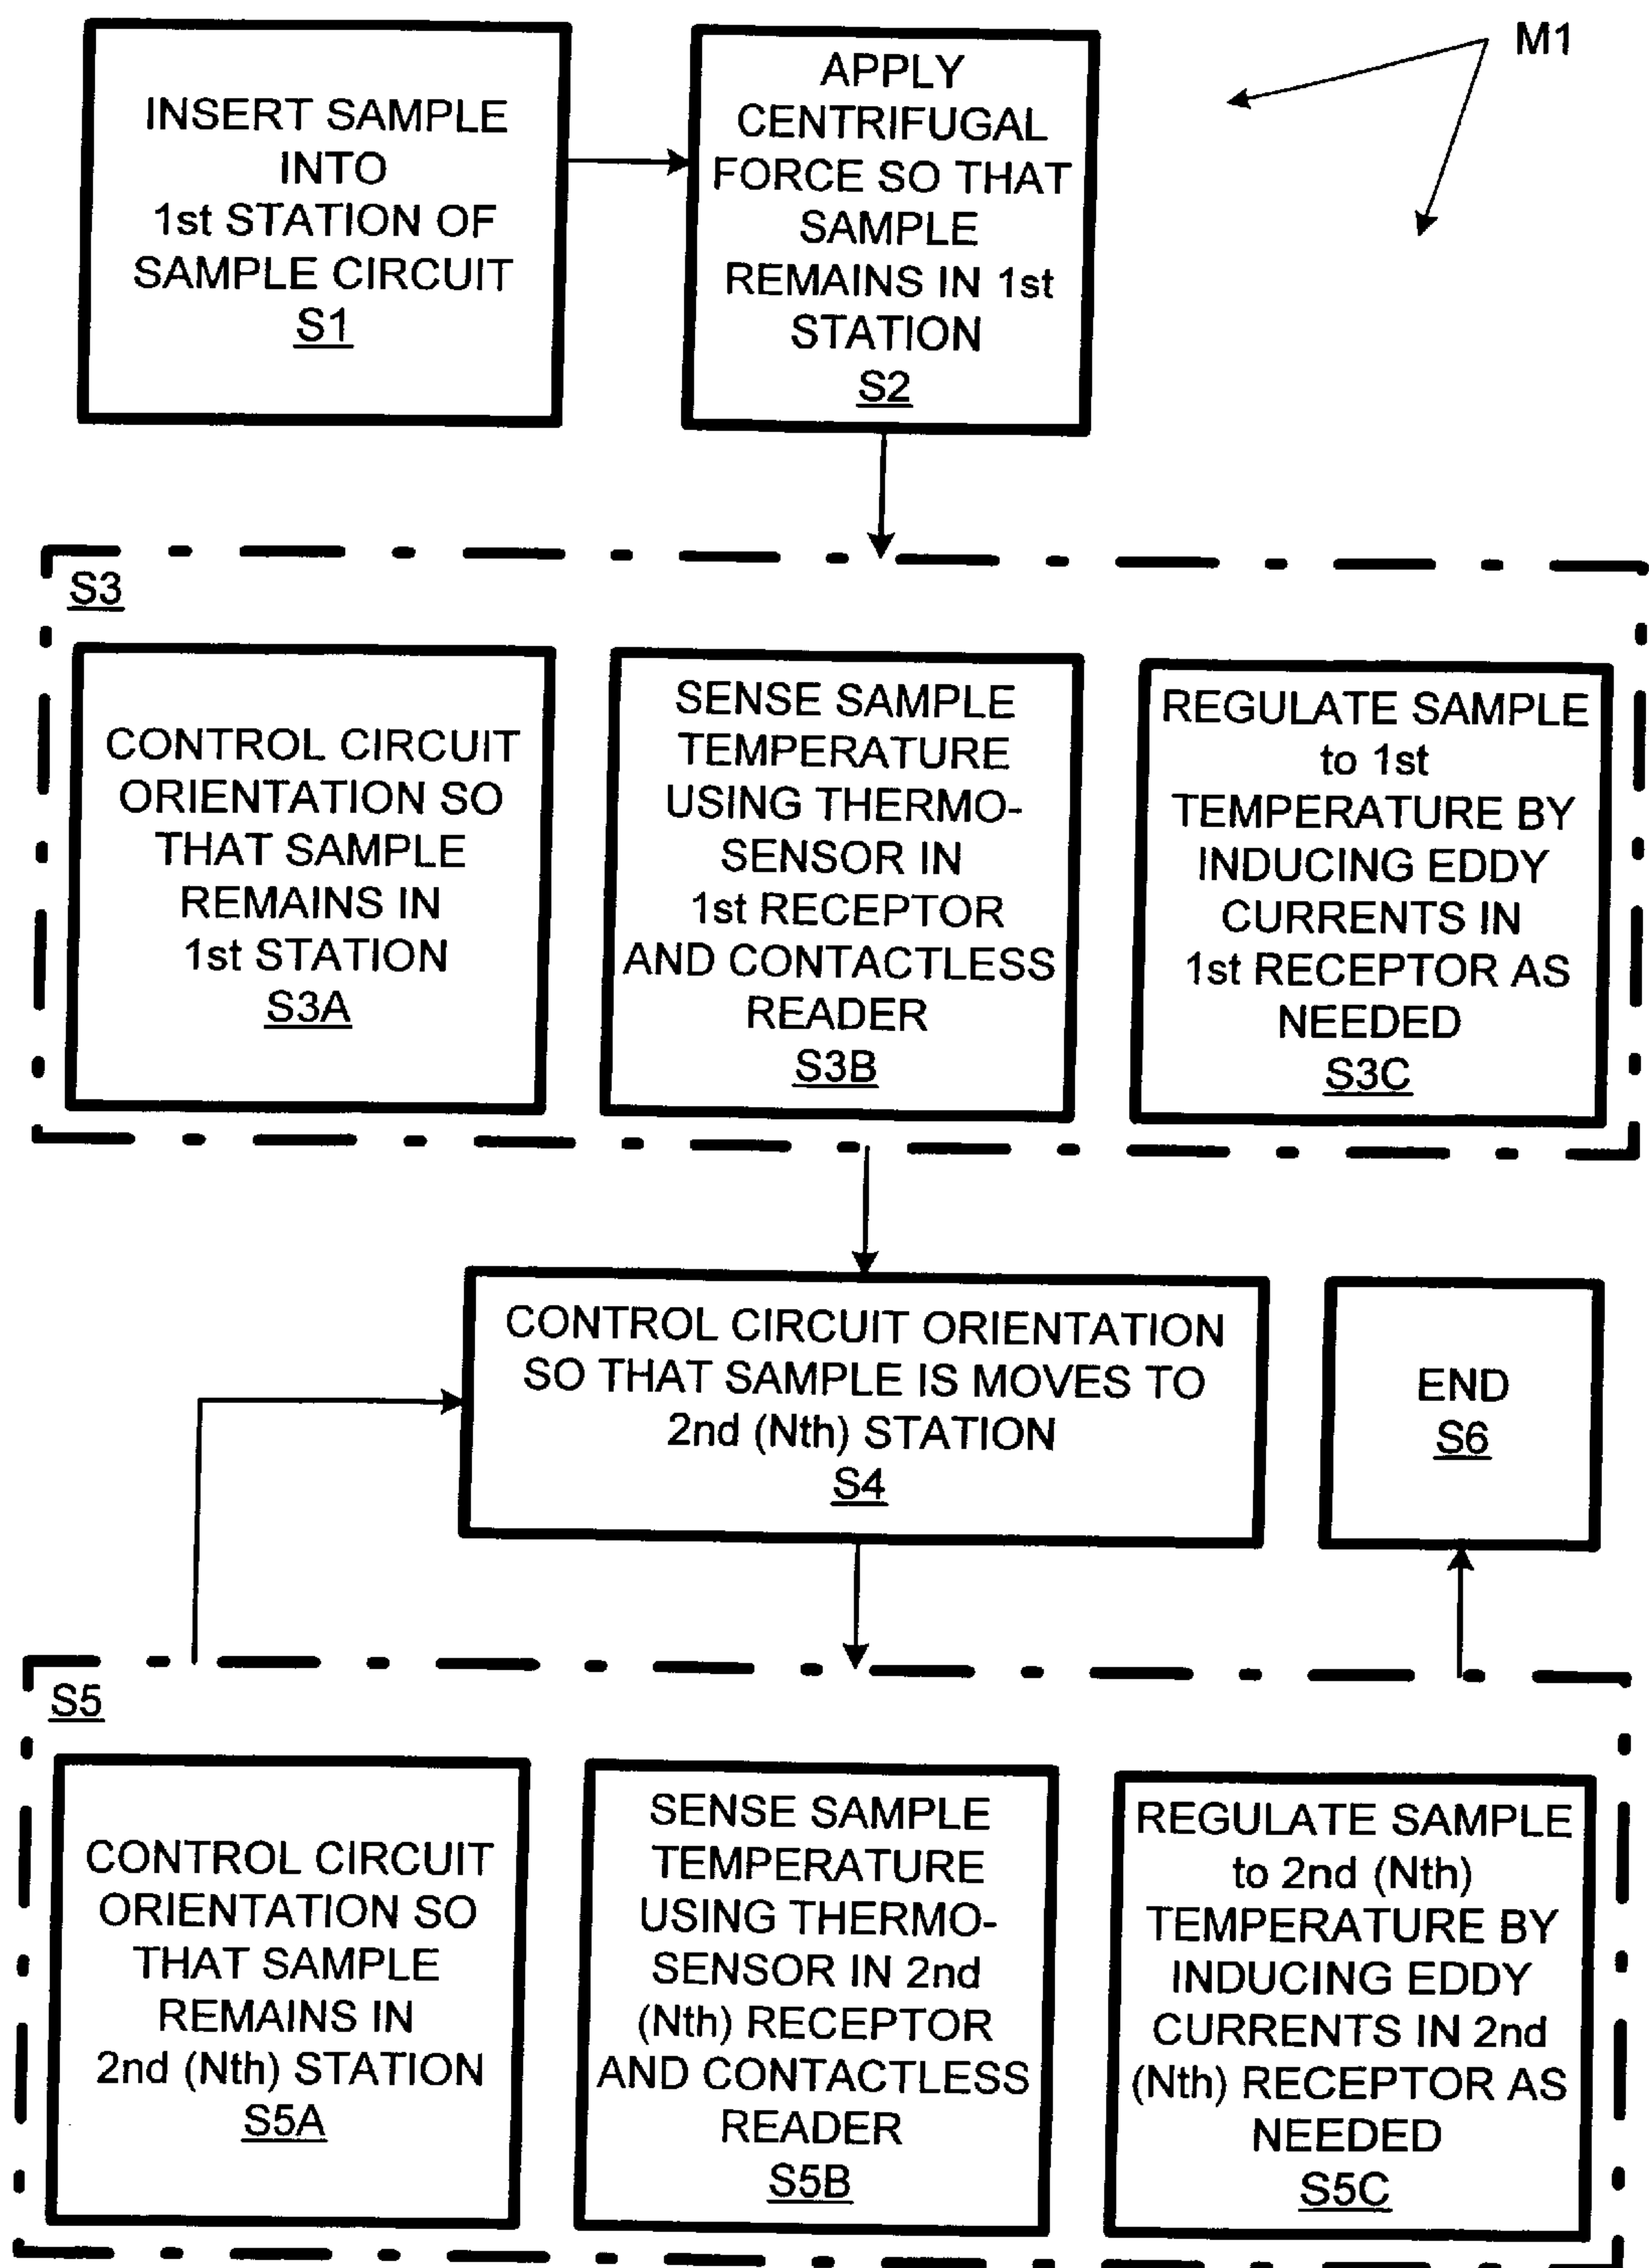 M1
INSERT SAMPLE
INTO
1st STATION OF
SAMPLE CIRCUIT
S1
APPLY
CENTRIFUGAL
FORCE SO THAT
SAMPLE
REMAINS IN 1st
STATION
S2
S3
CONTROL CIRCUIT
ORIENTATION SO
THAT SAMPLE
REMAINS IN
1st STATION
S3A
SENSE SAMPLE
TEMPERATURE
USING THERMO-
SENSOR IN
1st RECEPTOR
AND CONTACTLESS
READER
S3B
REGULATE SAMPLE
to 1st
TEMPERATURE BY
INDUCING EDDY
CURRENTS IN
1st RECEPTOR AS
NEEDED
S3C
CONTROL CIRCUIT ORIENTATION
SO THAT SAMPLE IS MOVES TO
2nd (Nth) STATION
S4
END
S6
S5
CONTROL CIRCUIT
ORIENTATION SO
THAT SAMPLE
REMAINS IN
2nd (Nth) STATION
S5A
SENSE SAMPLE
TEMPERATURE
USING THERMO-
SENSOR IN 2nd
(Nth) RECEPTOR
AND CONTACTLESS
READER
S5B
REGULATE SAMPLE
to 2nd (Nth)
TEMPERATURE BY
INDUCING EDDY
CURRENTS IN 2nd
(Nth) RECEPTOR AS
NEEDED
S5C